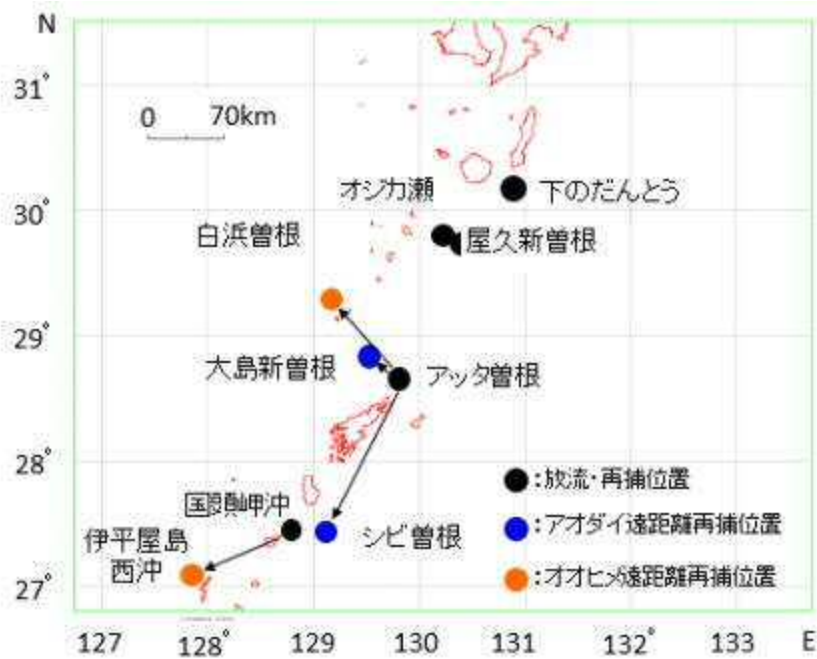 N
31°
0 70km
オジカ瀬
下のだんとう
30°
白浜曽根
屋久新曽根
29°
大島新曽根
アッタ曽根
28°
●:放流・再捕位置
国頭岬沖
●:アオダイ遠距離再捕位置
伊平屋島
西沖
シビ曽根
●:オオヒメ遠距離再捕位置
27°
127 128° 129 130 131 132° 133 E